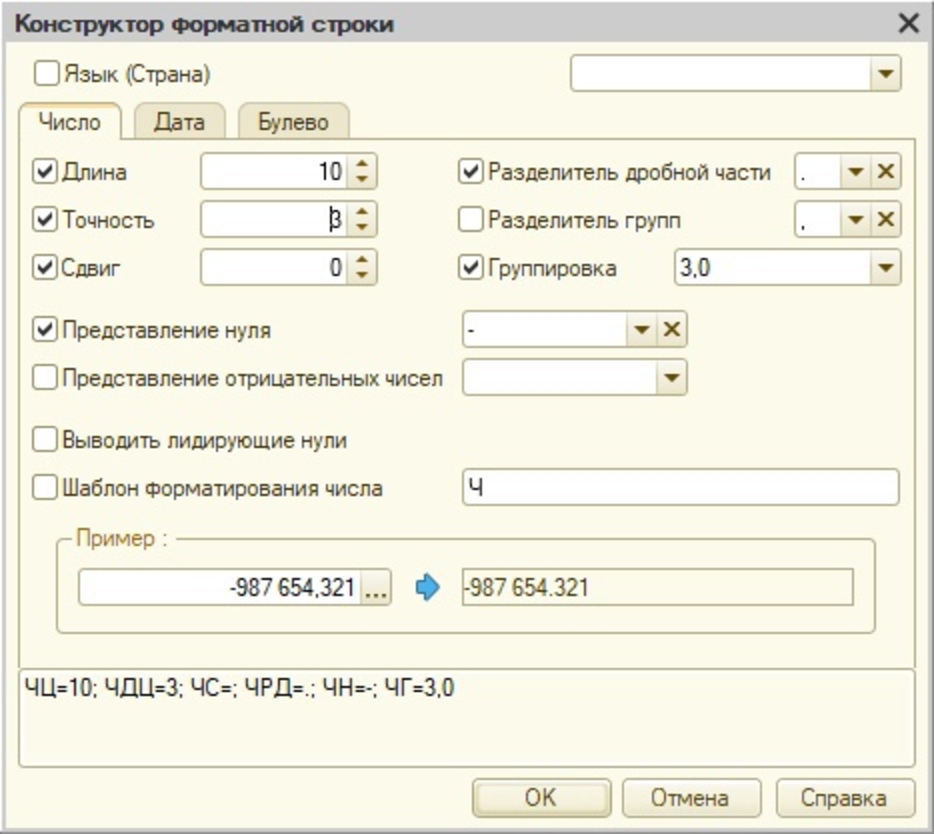 Конструктор форматной строки
Язык (Страна)
Число Дата Булево
Длина 10 Разделитель дробной части .
Точность 3 Разделитель групп ,
Сдвиг 0 Группировка 3,0
Представление нуля -
Представление отрицательных чисел
Выводить лидирующие нули
Шаблон форматирования числа Ч
Пример :
-987 654,321 ... -987 654.321
ЧЦ=10; ЧДЦ=3; ЧС=; ЧРД=.; ЧН=-; ЧГ=3,0
OK Отмена Справка